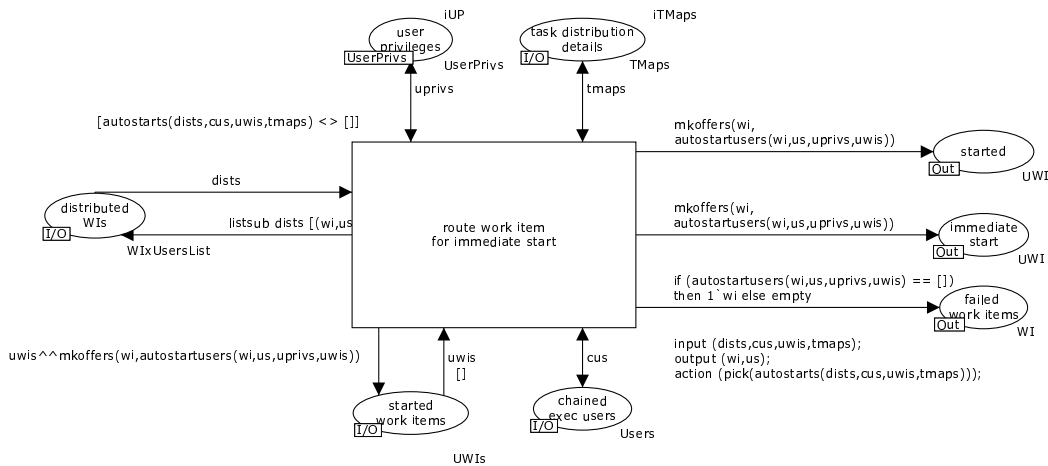 iUP
iTMaps
user
privileges
UserPrivs
UserPrivs
task distribution
details
I/O
TMaps
uprivs
tmaps
[autostarts(dists,cus,uwis,tmaps) <> []]
mkoffers(wi,
autostartusers(wi,us,uprivs,uwis))
started
Out
UWI
dists
distributed
WIs
I/O
WIxUsersList
listsub dists [(wi,us
route work item
for immediate start
mkoffers(wi,
autostartusers(wi,us,uprivs,uwis))
immediate
start
Out
UWI
if (autostartusers(wi,us,uprivs,uwis) == [])
then 1`wi else empty
failed
work items
Out
WI
uwis^^mkoffers(wi,autostartusers(wi,us,uprivs,uwis))
uwis
[]
cus
input (dists,cus,uwis,tmaps);
output (wi,us);
action (pick(autostarts(dists,cus,uwis,tmaps)));
started
work items
I/O
UWIs
chained
exec users
I/O
Users